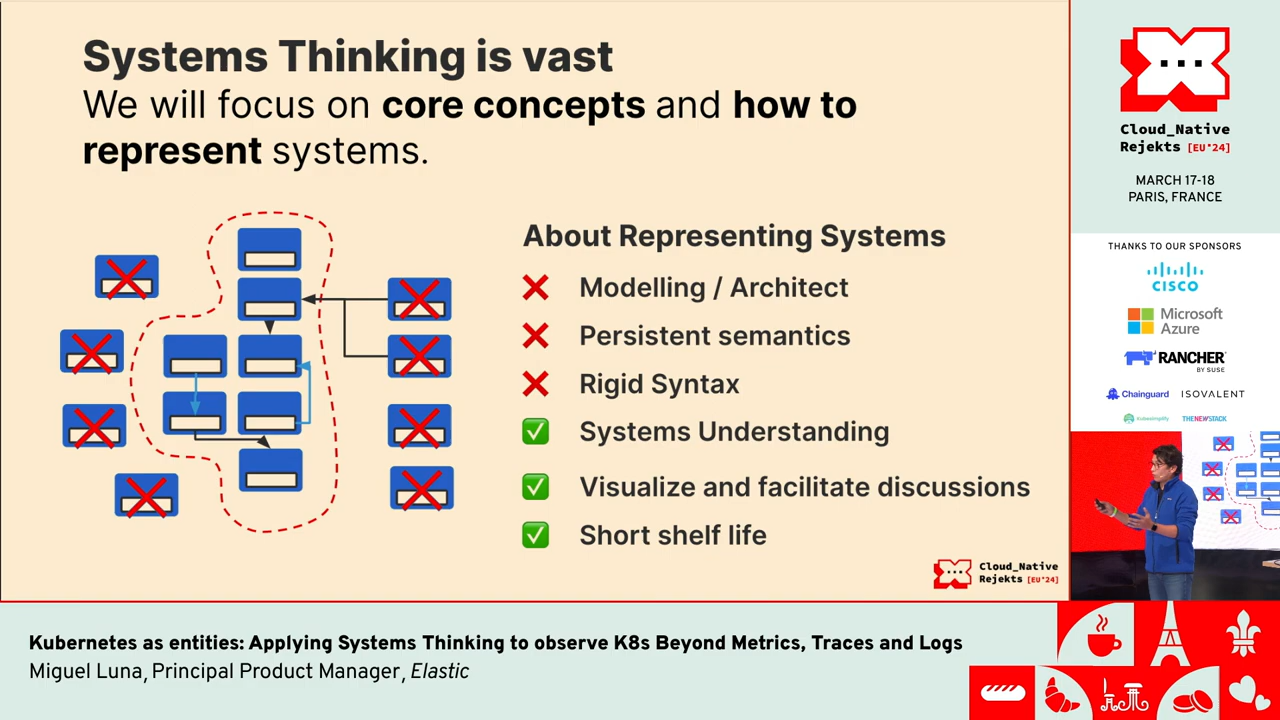 Systems Thinking is vast
We will focus on core concepts and how to
represent systems.
About Representing Systems
Modelling / Architect
Persistent semantics
Rigid Syntax
Systems Understanding
Visualize and facilitate discussions
Short shelf life
Cloud_Native
Rejekts [EU'24]
Cloud_Native
Rejekts [EU'24]
MARCH 17-18
PARIS, FRANCE
THANKS TO OUR SPONSORS
CISCO
Microsoft
Azure
RANCHER
BY SUSE
Chainguard
ISOVALENT
Kubesimplify
THENEWSTACK
Kubernetes as entities: Applying Systems Thinking to observe K8s Beyond Metrics, Traces and Logs
Miguel Luna, Principal Product Manager, Elastic